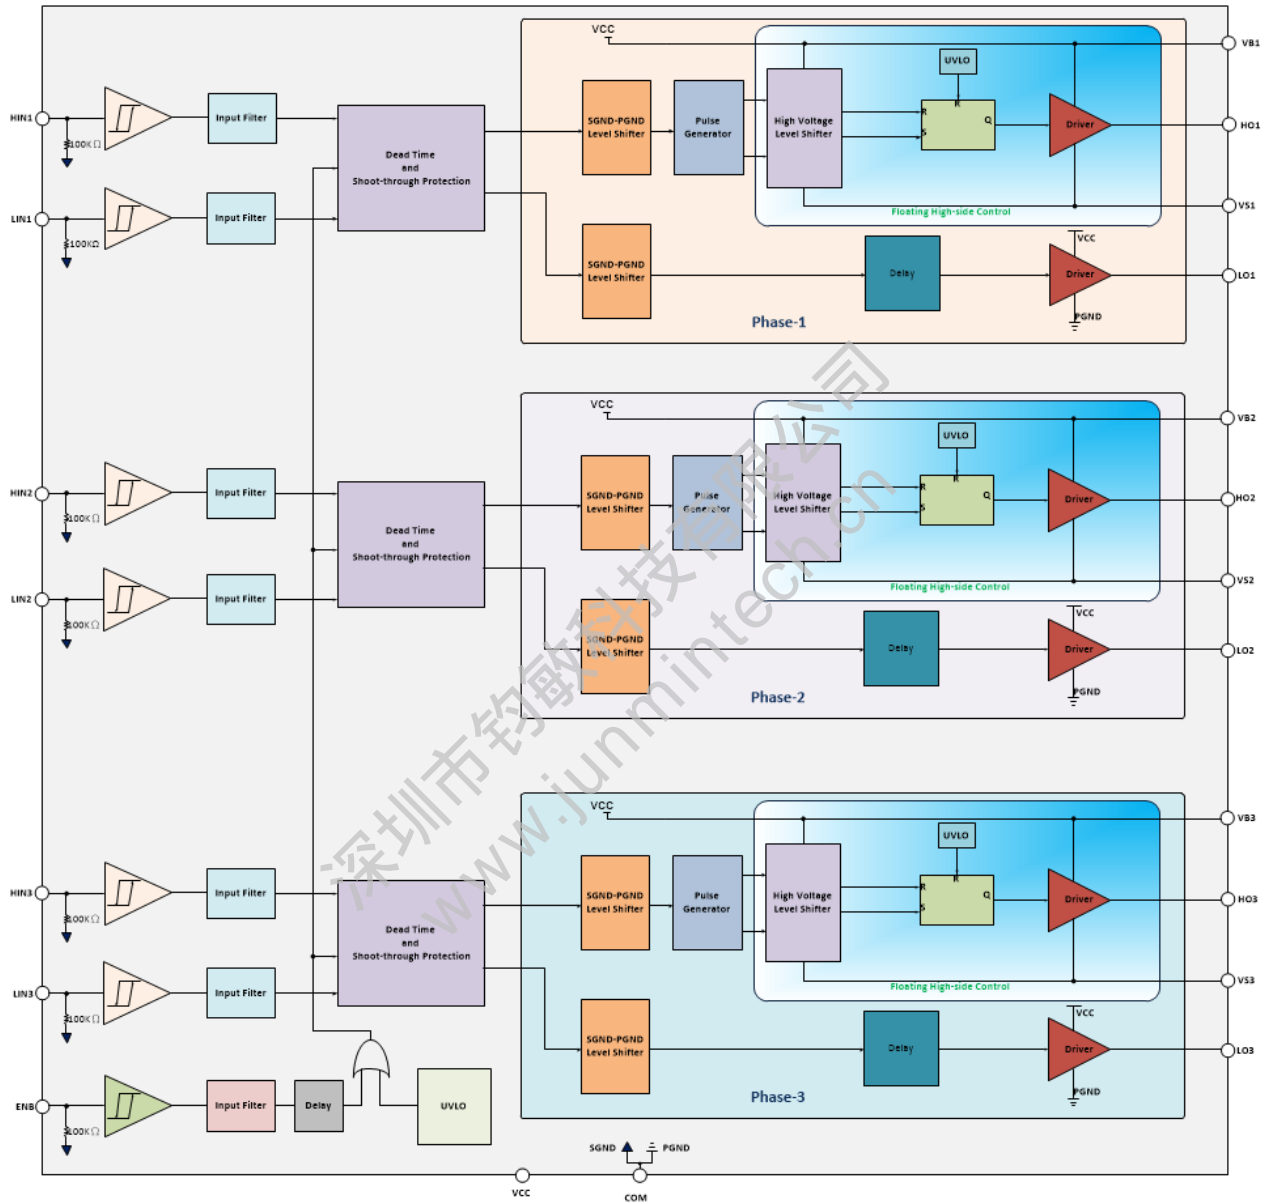 VCC
VB1
UVLO
HIN1
100KΩ
Input Filter
Dead Time
and
Shoot-through Protection
SGND-PGND
Level Shifter
Pulse
Generator
High Voltage
Level Shifter
R
R
S
Q
Driver
HO1
LIN1
100KΩ
Input Filter
VS1
Floating High-side Control
SGND-PGND
Level Shifter
Delay
VCC
Driver
LO1
PGND
Phase-1
VCC
VB2
UVLO
HIN2
100KΩ
Input Filter
Dead Time
and
Shoot-through Protection
SGND-PGND
Level Shifter
Pulse
Generator
High Voltage
Level Shifter
R
R
S
Q
Driver
HO2
LIN2
100KΩ
Input Filter
VS2
Floating High-side Control
SGND-PGND
Level Shifter
Delay
VCC
Driver
LO2
PGND
Phase-2
VCC
VB3
UVLO
HIN3
100KΩ
Input Filter
Dead Time
and
Shoot-through Protection
SGND-PGND
Level Shifter
Pulse
Generator
High Voltage
Level Shifter
R
R
S
Q
Driver
HO3
LIN3
100KΩ
Input Filter
VS3
Floating High-side Control
SGND-PGND
Level Shifter
Delay
VCC
Driver
LO3
PGND
Phase-3
ENB
100KΩ
Input Filter
Delay
UVLO
SGND
PGND
VCC
COM
深圳市钧敏科技有限公司
www.junmintech.cn